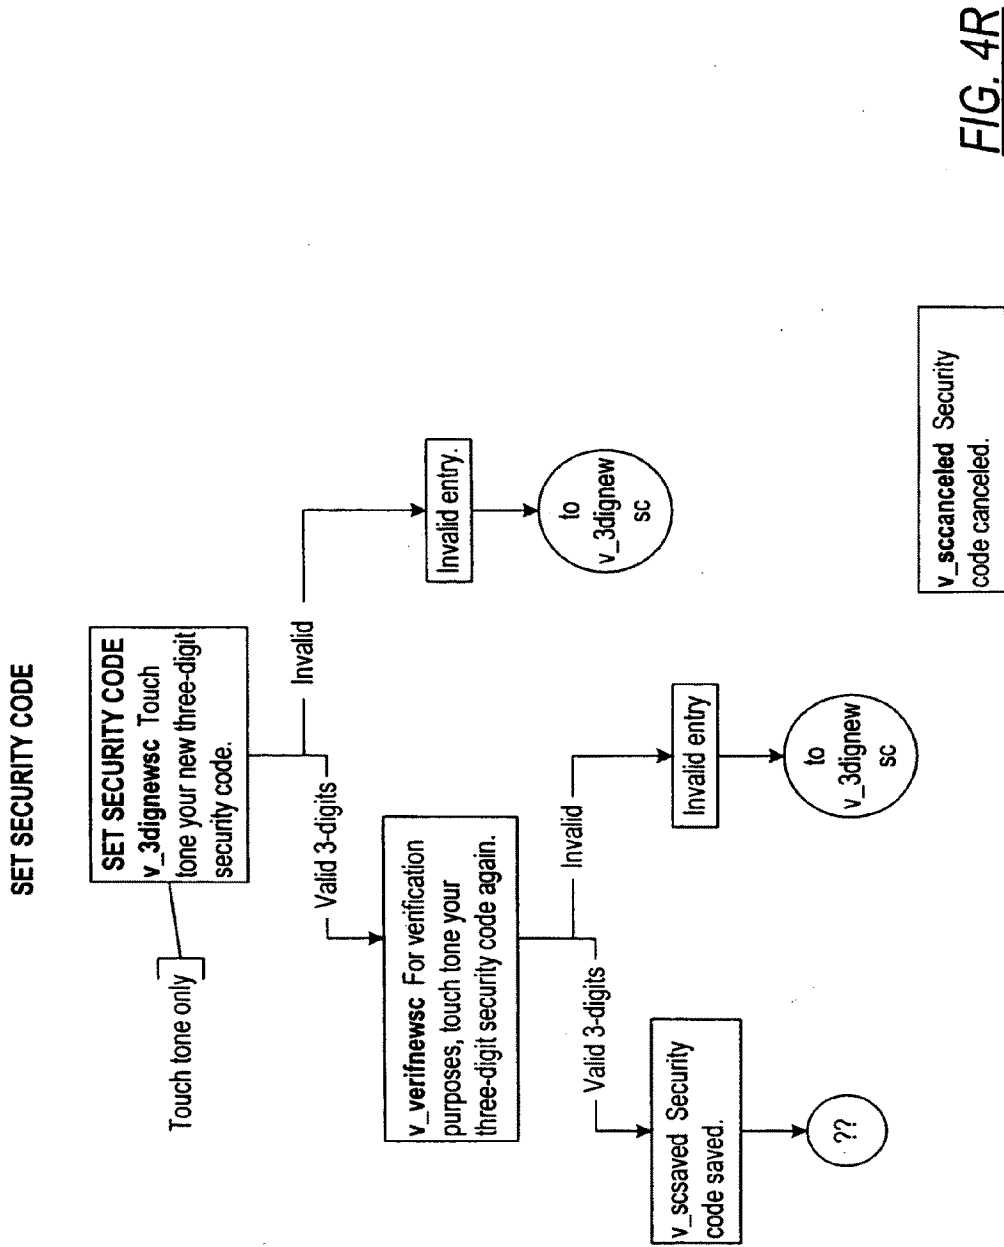 SET SECURITY CODE
Touch tone only
SET SECURITY CODE
v_3dignewsc Touch
tone your new three-digit
security code.
Valid 3-digits
Invalid
v_verifnewsc For verification
purposes, touch tone your
three-digit security code again.
Invalid entry.
to
v_3dignew
sc
Valid 3-digits
Invalid
v_scsaved Security
code saved.
??
Invalid entry
to
v_3dignew
sc
v_sccanceled Security
code canceled.
FIG. 4R